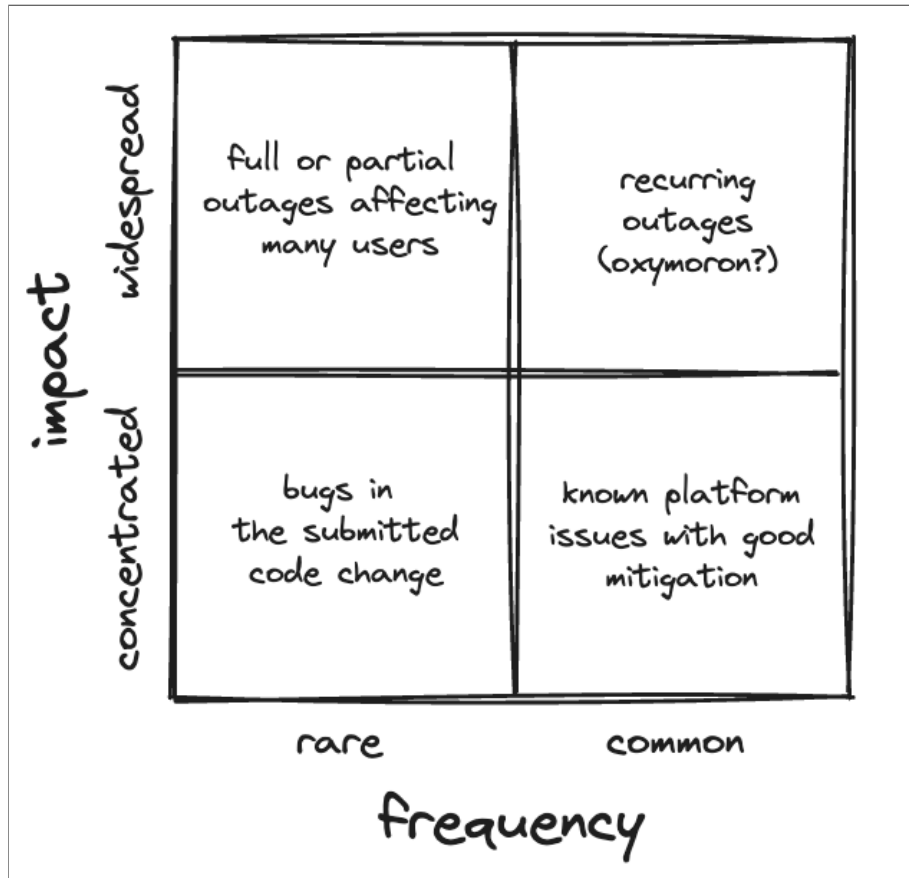 impact
widespread
full or partial
outages affecting
many users
recurring
outages
(oxymoron?)
concentrated
bugs in
the submitted
code change
known platform
issues with good
mitigation
rare
common
frequency